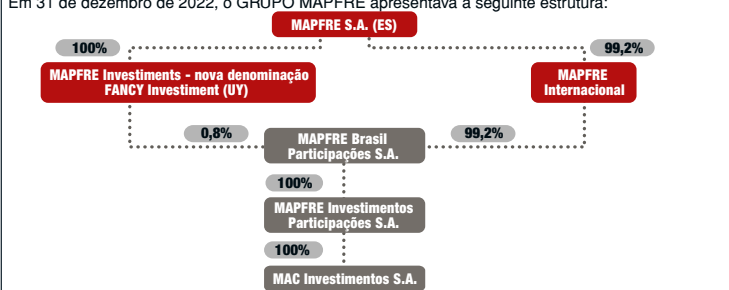 Em 31 de dezembro de 2022, o GRUPO MAPFRE apresentava a seguinte estrutura:
MAPFRE S.A. (ES)
100%
99,2%
MAPFRE Investiments - nova denominação
FANCY Investiment (UY)
MAPFRE
Internacional
0,8%
99,2%
MAPFRE Brasil
Participações S.A.
100%
MAPFRE Investimentos
Participações S.A.
100%
MAC Investimentos S.A.